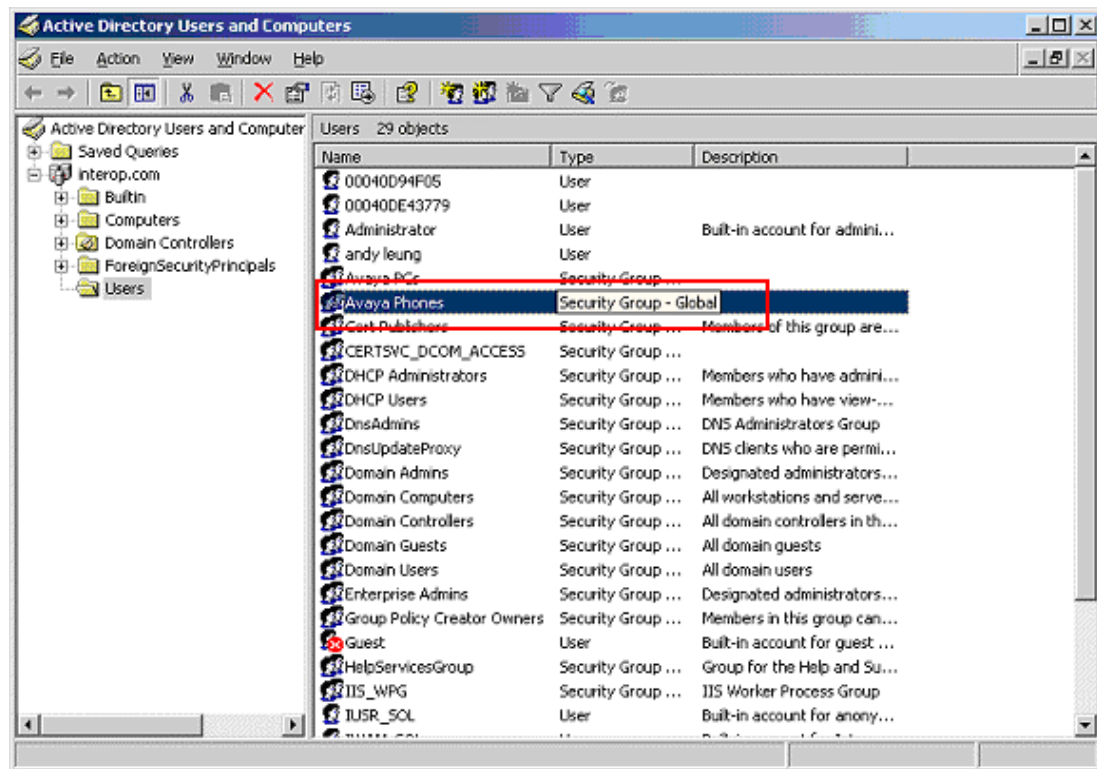 Active Directory Users and Computers
File Action View Window Help
Active Directory Users and Computer
Saved Queries
interop.com
Builtin
Computers
Domain Controllers
ForeignSecurityPrincipals
Users
Users 29 objects
Name Type Description
00040D94F05 User
00040DE43779 User
Administrator User Built-in account for admini...
andy leung User
Avaya PCs Security Group ...
Avaya Phones Security Group - Global
Cert Publishers Security Group ... Members of this group are...
CERTSVC_DCOM_ACCESS Security Group ...
DHCP Administrators Security Group ... Members who have admini...
DHCP Users Security Group ... Members who have view-...
DnsAdmins Security Group ... DNS Administrators Group
DnsUpdateProxy Security Group ... DNS clients who are permi...
Domain Admins Security Group ... Designated administrators...
Domain Computers Security Group ... All workstations and serve...
Domain Controllers Security Group ... All domain controllers in th...
Domain Guests Security Group ... All domain guests
Domain Users Security Group ... All domain users
Enterprise Admins Security Group ... Designated administrators...
Group Policy Creator Owners Security Group ... Members in this group can...
Guest User Built-in account for guest ...
HelpServicesGroup Security Group ... Group for the Help and Su...
IIS_WPG Security Group ... IIS Worker Process Group
IUSR_SOL User Built-in account for anony...